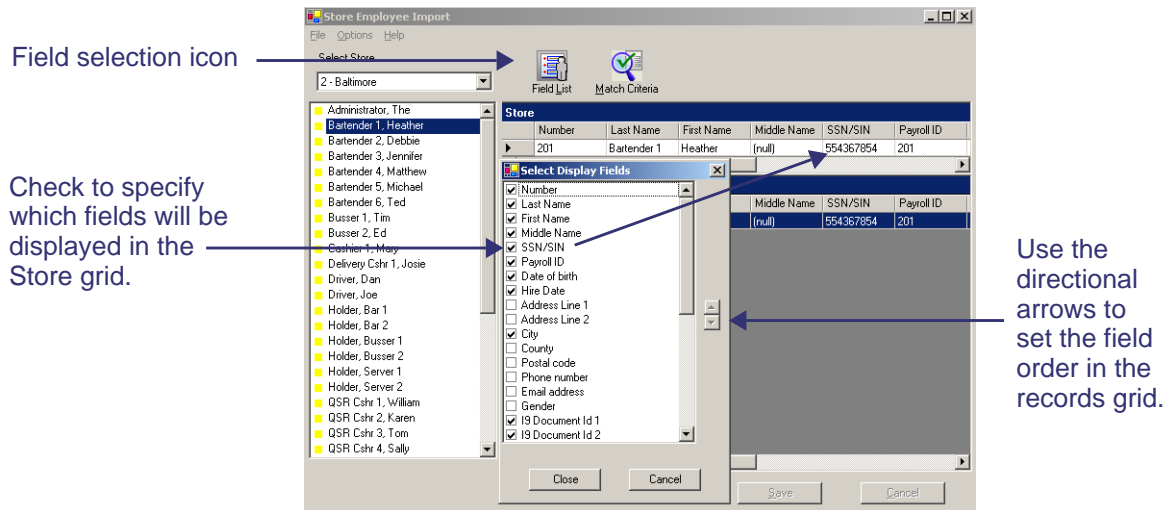 Store Employee Import
File Options Help
Field selection icon
Select Store
2 - Baltimore
Field List
Match Criteria
Administrator, The
Bartender 1, Heather
Bartender 2, Debbie
Bartender 3, Jennifer
Bartender 4, Matthew
Bartender 5, Michael
Bartender 6, Ted
Busser 1, Tim
Busser 2, Ed
Cashier 1, Mary
Delivery Cshr 1, Josie
Driver, Dan
Driver, Joe
Holder, Bar 1
Holder, Bar 2
Holder, Busser 1
Holder, Busser 2
Holder, Server 1
Holder, Server 2
QSR Cshr 1, William
QSR Cshr 2, Karen
QSR Cshr 3, Tom
QSR Cshr 4, Sally
Store
Number Last Name First Name Middle Name SSN/SIN Payroll ID
201 Bartender 1 Heather (null) 554367854 201
Middle Name SSN/SIN Payroll ID
(null) 554367854 201
Select Display Fields
Number
Last Name
First Name
Middle Name
SSN/SIN
Payroll ID
Date of birth
Hire Date
Address Line 1
Address Line 2
City
County
Postal code
Phone number
Email address
Gender
I9 Document Id 1
I9 Document Id 2
Close
Cancel
Save
Cancel
Check to specify
which fields will be
displayed in the
Store grid.
Use the
directional
arrows to
set the field
order in the
records grid.